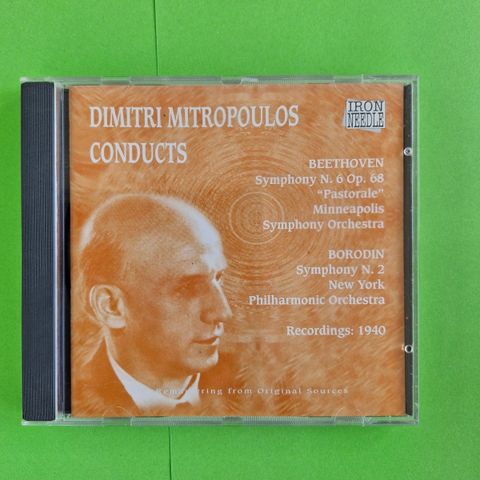 DIMITRI MITROPOULOS
CONDUCTS
IRON
NEEDLE
BEETHOVEN
Symphony N. 6 Op. 68
“Pastorale”
Minneapolis
Symphony Orchestra
BORODIN
Symphony N. 2
New York
Philharmonic Orchestra
Recordings: 1940
Remastering from Original Sources